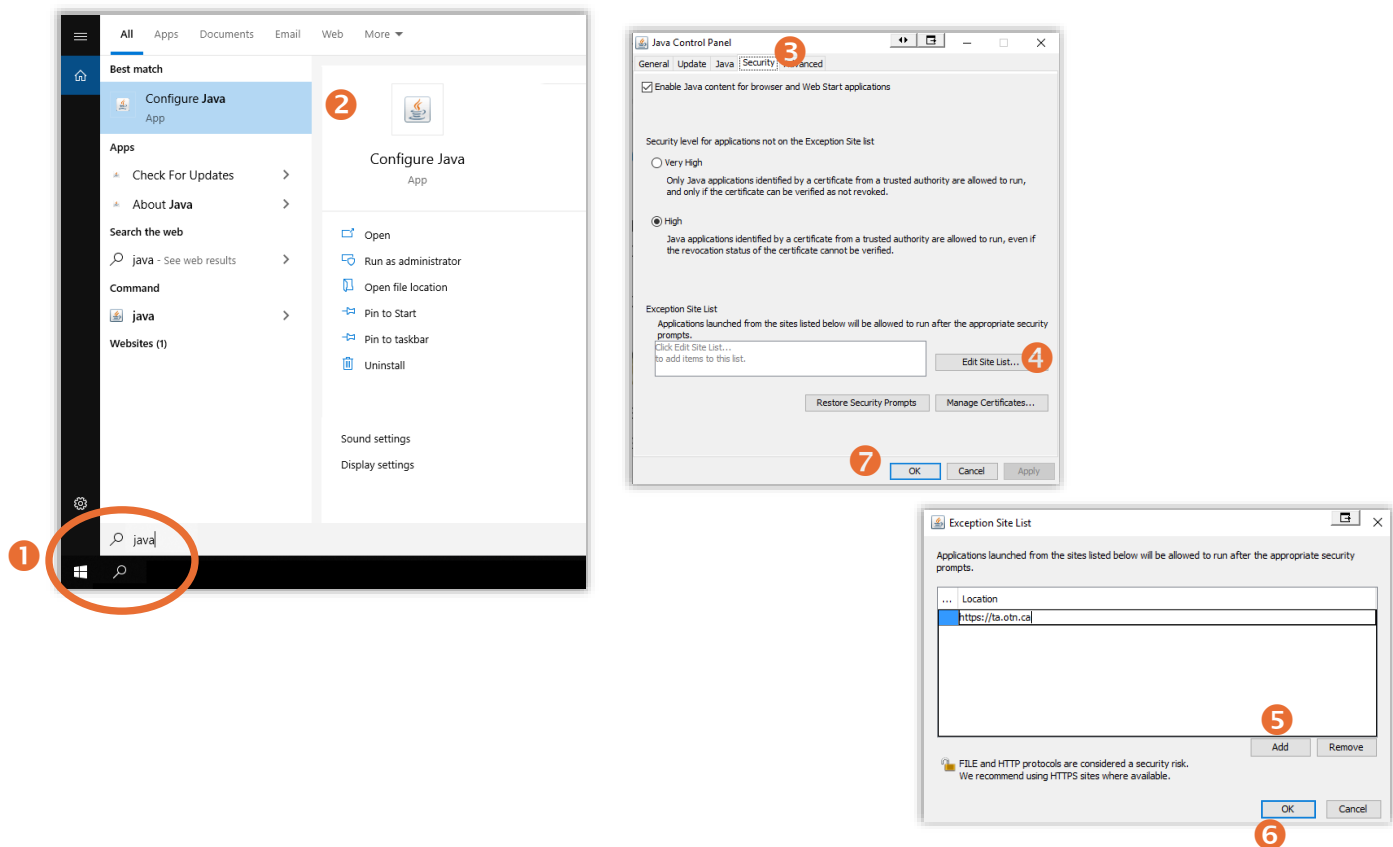 All Apps Documents Email Web More
Best match
Configure Java
App
Apps
Check For Updates
About Java
Search the web
java - See web results
Command
java
Websites (1)
1
java
2
Configure Java
App
Open
Run as administrator
Open file location
Pin to Start
Pin to taskbar
Uninstall
Sound settings
Display settings
Java Control Panel
3
General Update Java Security
Enable Java content for browser and Web Start applications
Security level for applications not on the Exception Site list
Very High
Only Java applications identified by a certificate from a trusted authority are allowed to run,
and only if the certificate can be verified as not revoked.
High
Java applications identified by a certificate from a trusted authority are allowed to run, even if
the revocation status of the certificate cannot be verified.
Exception Site List
Applications launched from the sites listed below will be allowed to run after the appropriate security
prompts.
Click Edit Site List...
to add items to this list.
Edit Site List... 4
Restore Security Prompts Manage Certificates...
7 OK Cancel Apply
Exception Site List
Applications launched from the sites listed below will be allowed to run after the appropriate security
prompts.
... Location
https://ta.otn.ca
5
Add Remove
FILE and HTTP protocols are considered a security risk.
We recommend using HTTPS sites where available.
OK Cancel
6